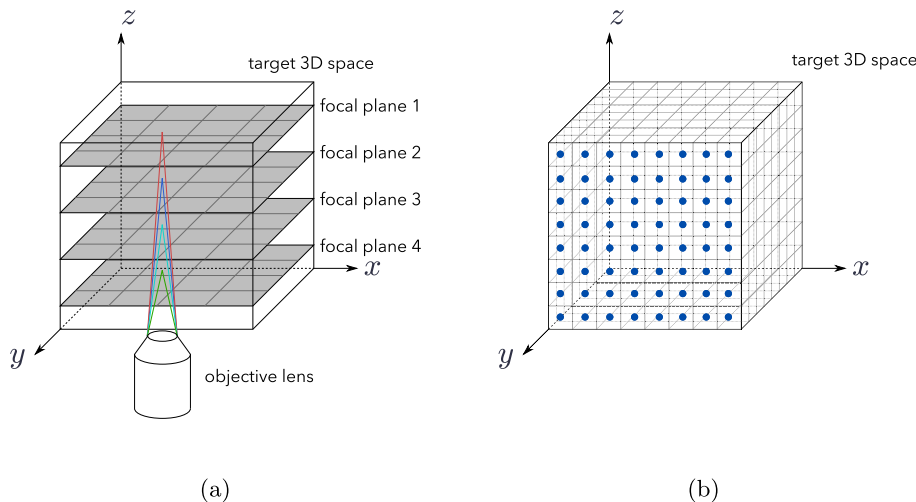 z
target 3D space
focal plane 1
focal plane 2
focal plane 3
focal plane 4
x
y
objective lens
(a)
z
target 3D space
x
y
(b)